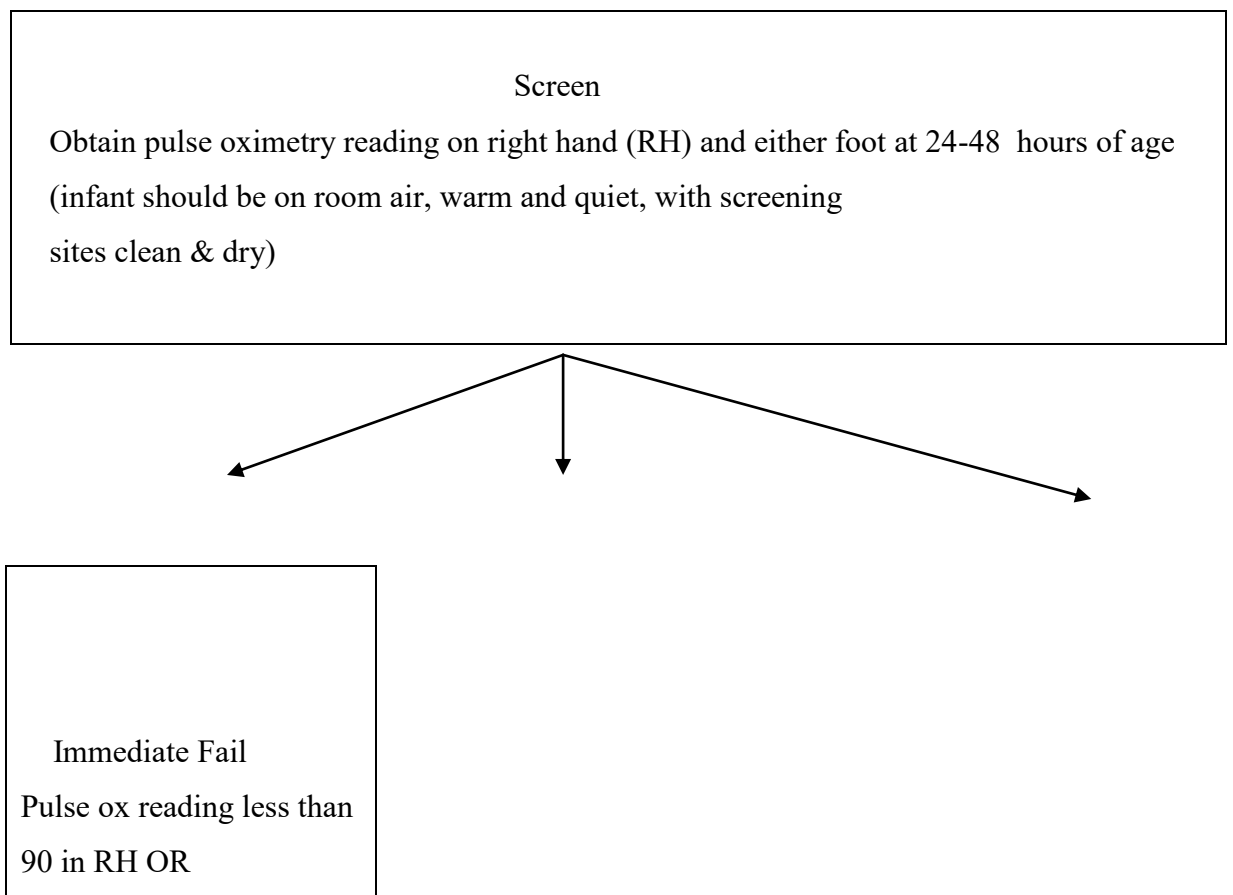 Screen
Obtain pulse oximetry reading on right hand (RH) and either foot at 24-48 hours of age
(infant should be on room air, warm and quiet, with screening
sites clean & dry)
Immediate Fail
Pulse ox reading less than
90 in RH OR